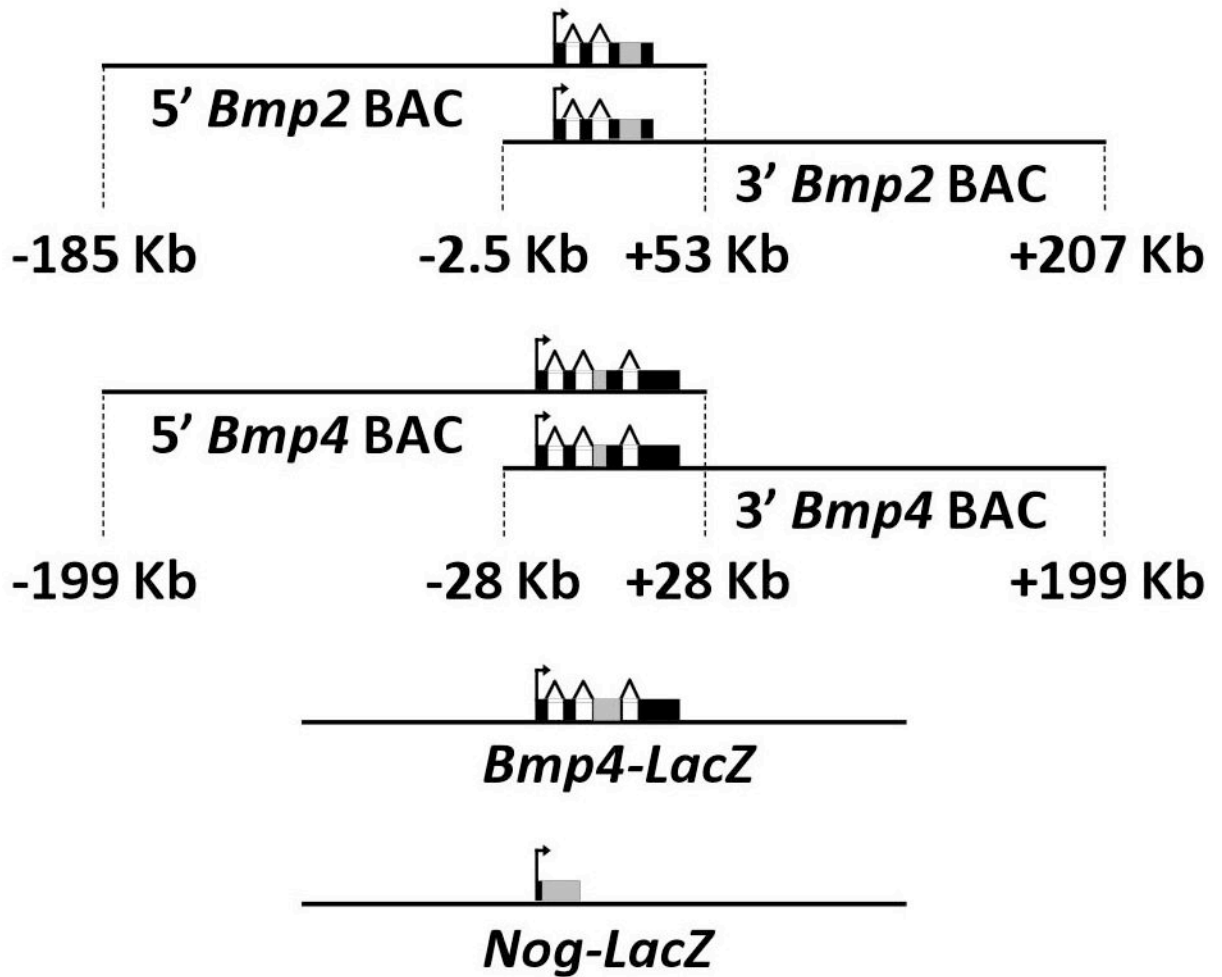 5' Bmp2 BAC
3' Bmp2 BAC
-185 Kb -2.5 Kb +53 Kb +207 Kb
5' Bmp4 BAC
3' Bmp4 BAC
-199 Kb -28 Kb +28 Kb +199 Kb
Bmp4-LacZ
Nog-LacZ